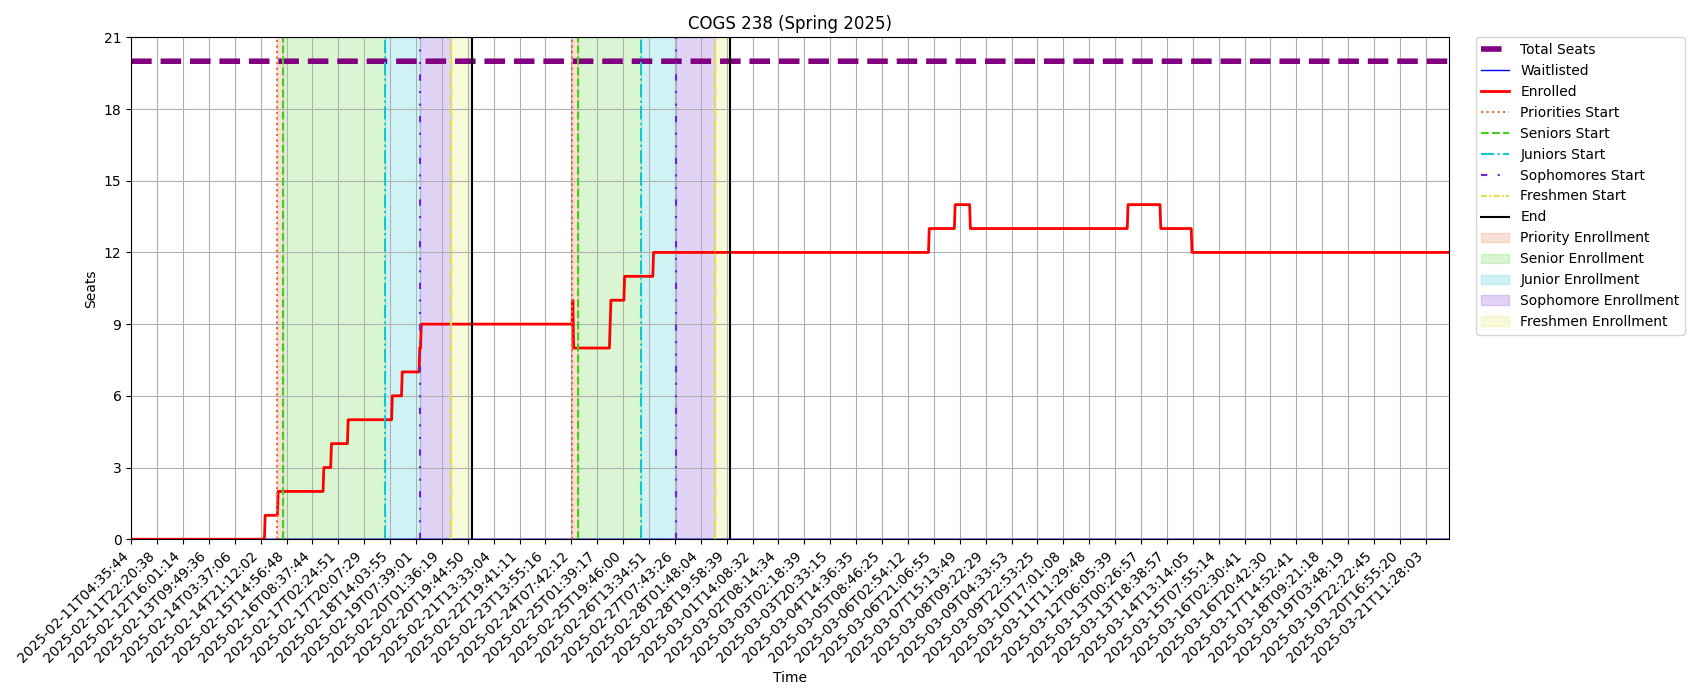 COGS 238 (Spring 2025)
21
18
15
12
9
6
3
0
Seats
2025-02-11T04:35:44
2025-02-11T22:20:38
2025-02-12T16:01:14
2025-02-13T09:49:36
2025-02-14T03:37:06
2025-02-14T21:12:02
2025-02-15T14:56:48
2025-02-16T08:37:44
2025-02-17T02:24:51
2025-02-17T20:07:29
2025-02-18T14:03:55
2025-02-19T07:39:01
2025-02-20T01:36:19
2025-02-20T19:44:50
2025-02-21T13:33:04
2025-02-22T19:41:11
2025-02-23T13:55:16
2025-02-24T07:42:12
2025-02-25T01:39:17
2025-02-25T19:46:00
2025-02-26T13:34:51
2025-02-27T07:43:26
2025-02-28T01:48:04
2025-02-28T19:58:39
2025-03-01T14:08:32
2025-03-02T08:14:34
2025-03-03T02:18:39
2025-03-03T20:33:15
2025-03-04T14:36:35
2025-03-05T08:46:25
2025-03-06T02:54:12
2025-03-06T21:06:55
2025-03-07T15:13:49
2025-03-08T09:22:29
2025-03-09T04:33:53
2025-03-09T22:53:25
2025-03-10T17:01:08
2025-03-11T11:29:48
2025-03-12T06:05:39
2025-03-13T00:26:57
2025-03-13T18:38:57
2025-03-14T13:14:05
2025-03-15T07:55:14
2025-03-16T02:30:41
2025-03-16T20:42:30
2025-03-17T14:52:41
2025-03-18T09:21:18
2025-03-19T03:48:19
2025-03-19T22:22:45
2025-03-20T16:55:20
2025-03-21T11:28:03
Time
Total Seats
Waitlisted
Enrolled
Priorities Start
Seniors Start
Juniors Start
Sophomores Start
Freshmen Start
End
Priority Enrollment
Senior Enrollment
Junior Enrollment
Sophomore Enrollment
Freshmen Enrollment